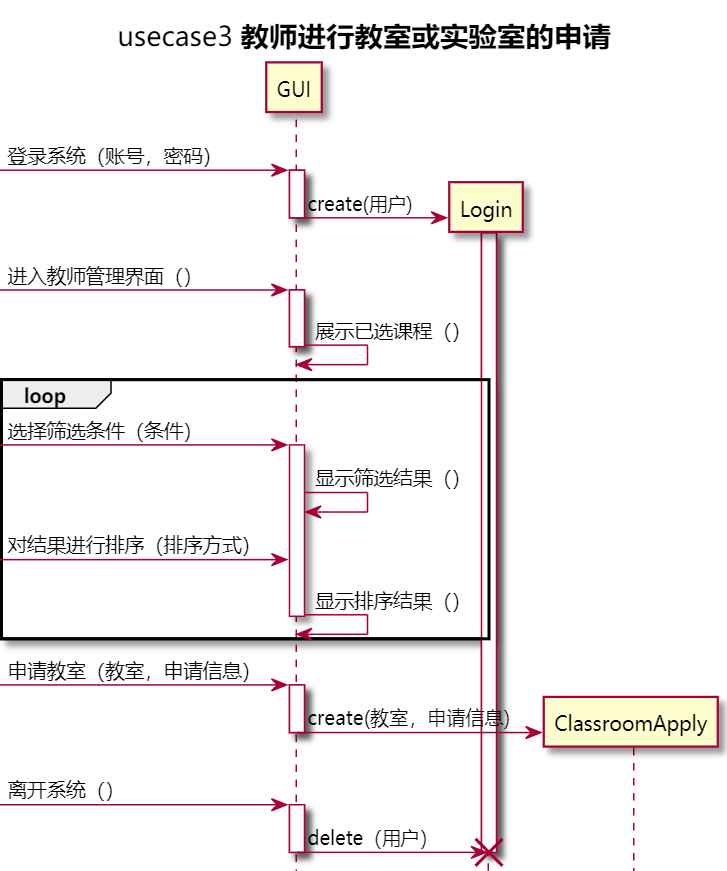 usecase3 教师进行教室或实验室的申请
GUI
登录系统（账号，密码）
create(用户)
Login
进入教师管理界面（）
展示已选课程（）
loop
选择筛选条件（条件）
显示筛选结果（）
对结果进行排序（排序方式）
显示排序结果（）
申请教室（教室，申请信息）
create(教室，申请信息)
ClassroomApply
离开系统（）
delete（用户）